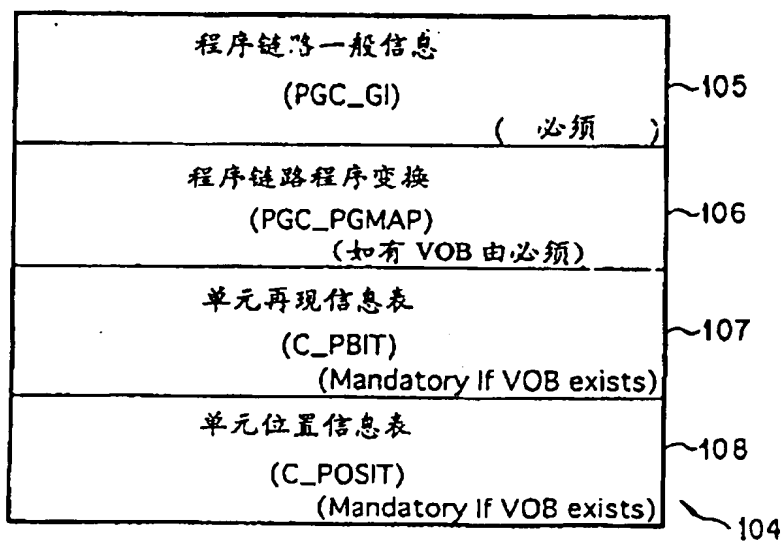 程序链路一般信息
(PGC_GI)
( 必须 )
105
程序链路程序变换
(PGC_PGMAP)
(如有 VOB 由必须)
106
单元再现信息表
(C_PBIT)
(Mandatory If VOB exists)
107
单元位置信息表
(C_POSIT)
(Mandatory If VOB exists)
108
104